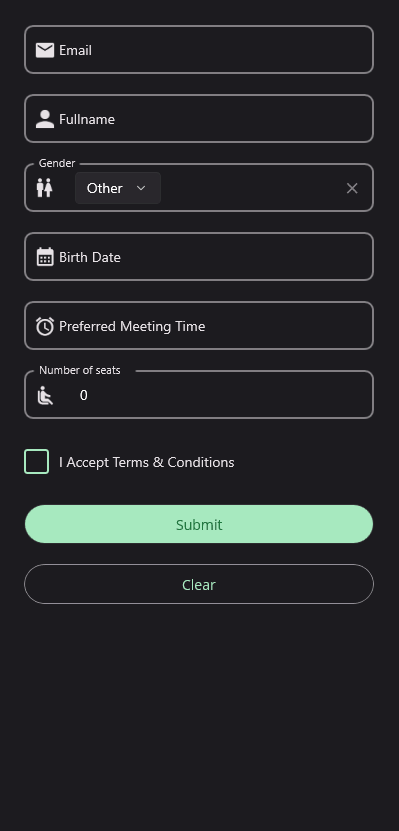 Email
Fullname
Gender
Other
Birth Date
Preferred Meeting Time
Number of seats
0
I Accept Terms & Conditions
Submit
Clear